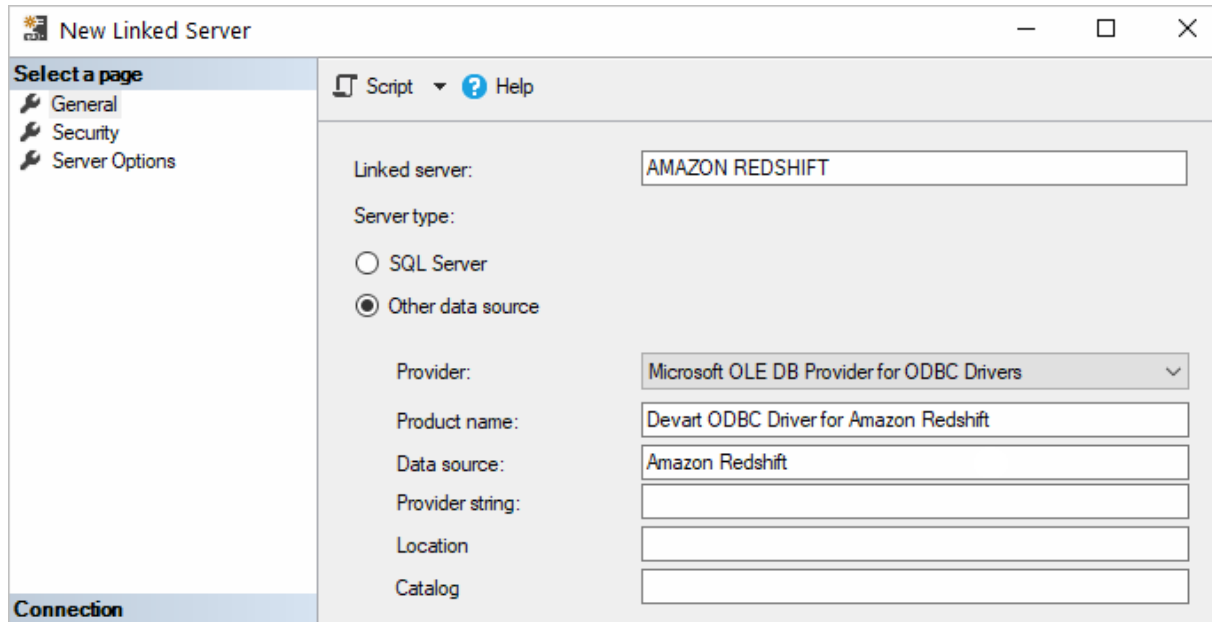 New Linked Server
Select a page
General
Security
Server Options
Connection
Script
Help
Linked server: AMAZON REDSHIFT
Server type:
SQL Server
Other data source
Provider: Microsoft OLE DB Provider for ODBC Drivers
Product name: Devart ODBC Driver for Amazon Redshift
Data source: Amazon Redshift
Provider string:
Location
Catalog